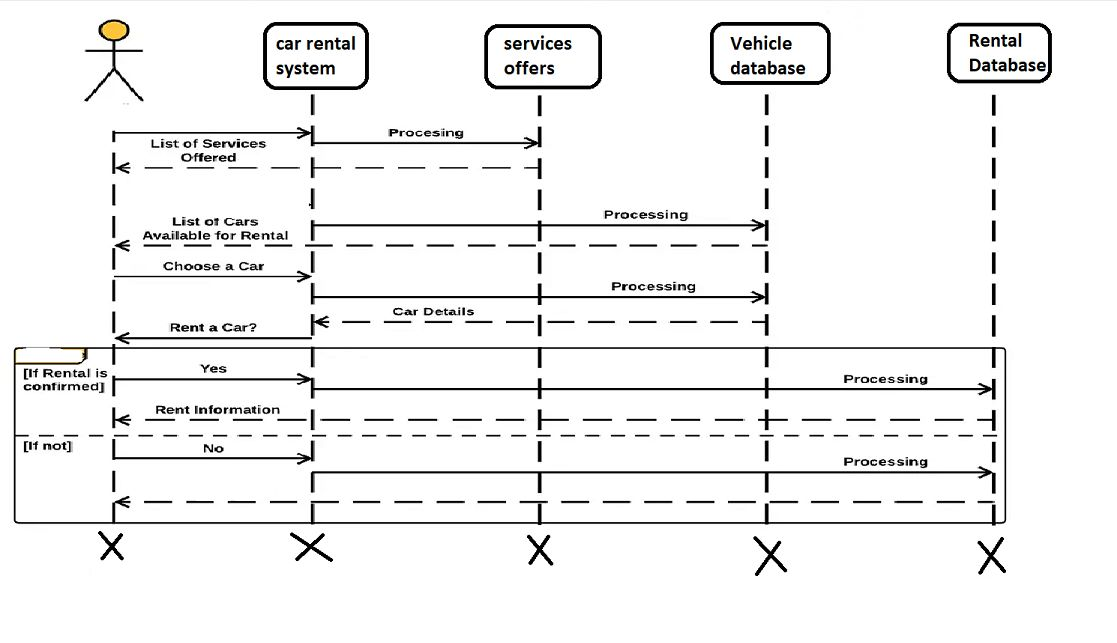 car rental
system
services
offers
Vehicle
database
Rental
Database
Procesing
List of Services
Offered
Processing
List of Cars
Available for Rental
Choose a Car
Processing
Car Details
Rent a Car?
[If Rental is
confirmed]
Yes
Processing
Rent Information
[If not]
No
Processing